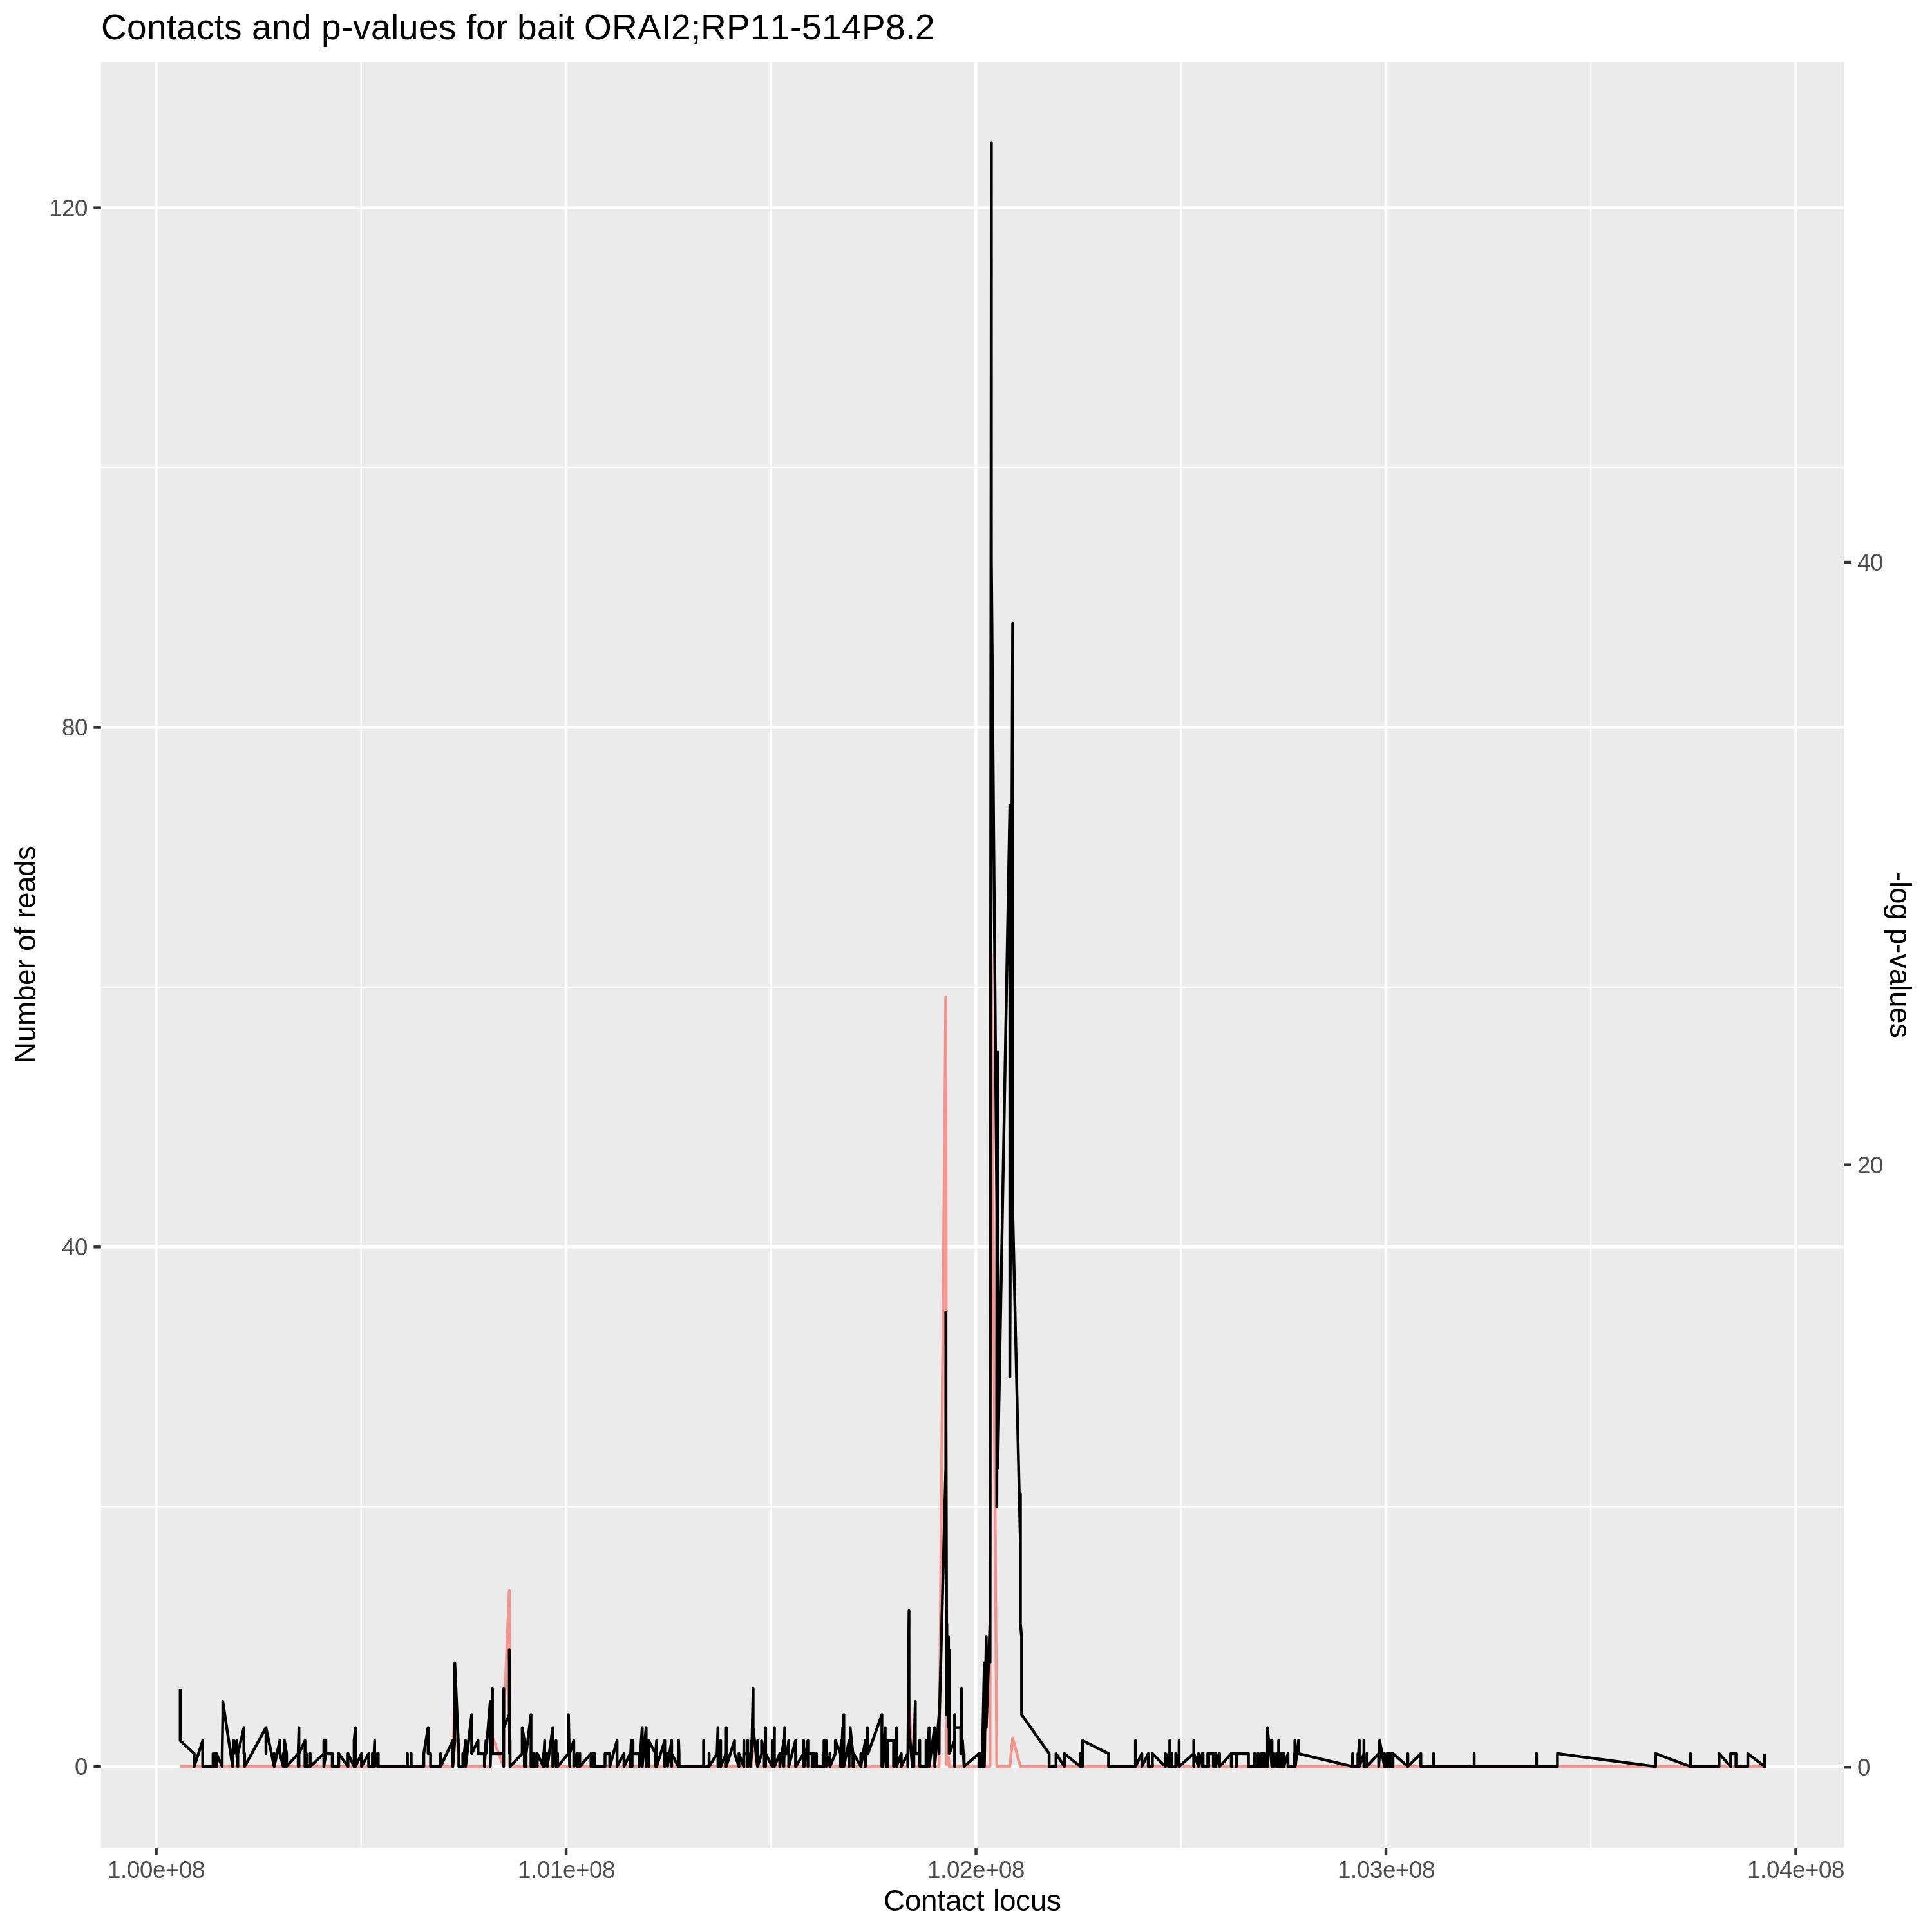 Contacts and p-values for bait ORAI2;RP11-514P8.2
120
80
40
0
Number of reads
40
20
0
-log p-values
1.00e+08
1.01e+08
1.02e+08
1.03e+08
1.04e+08
Contact locus